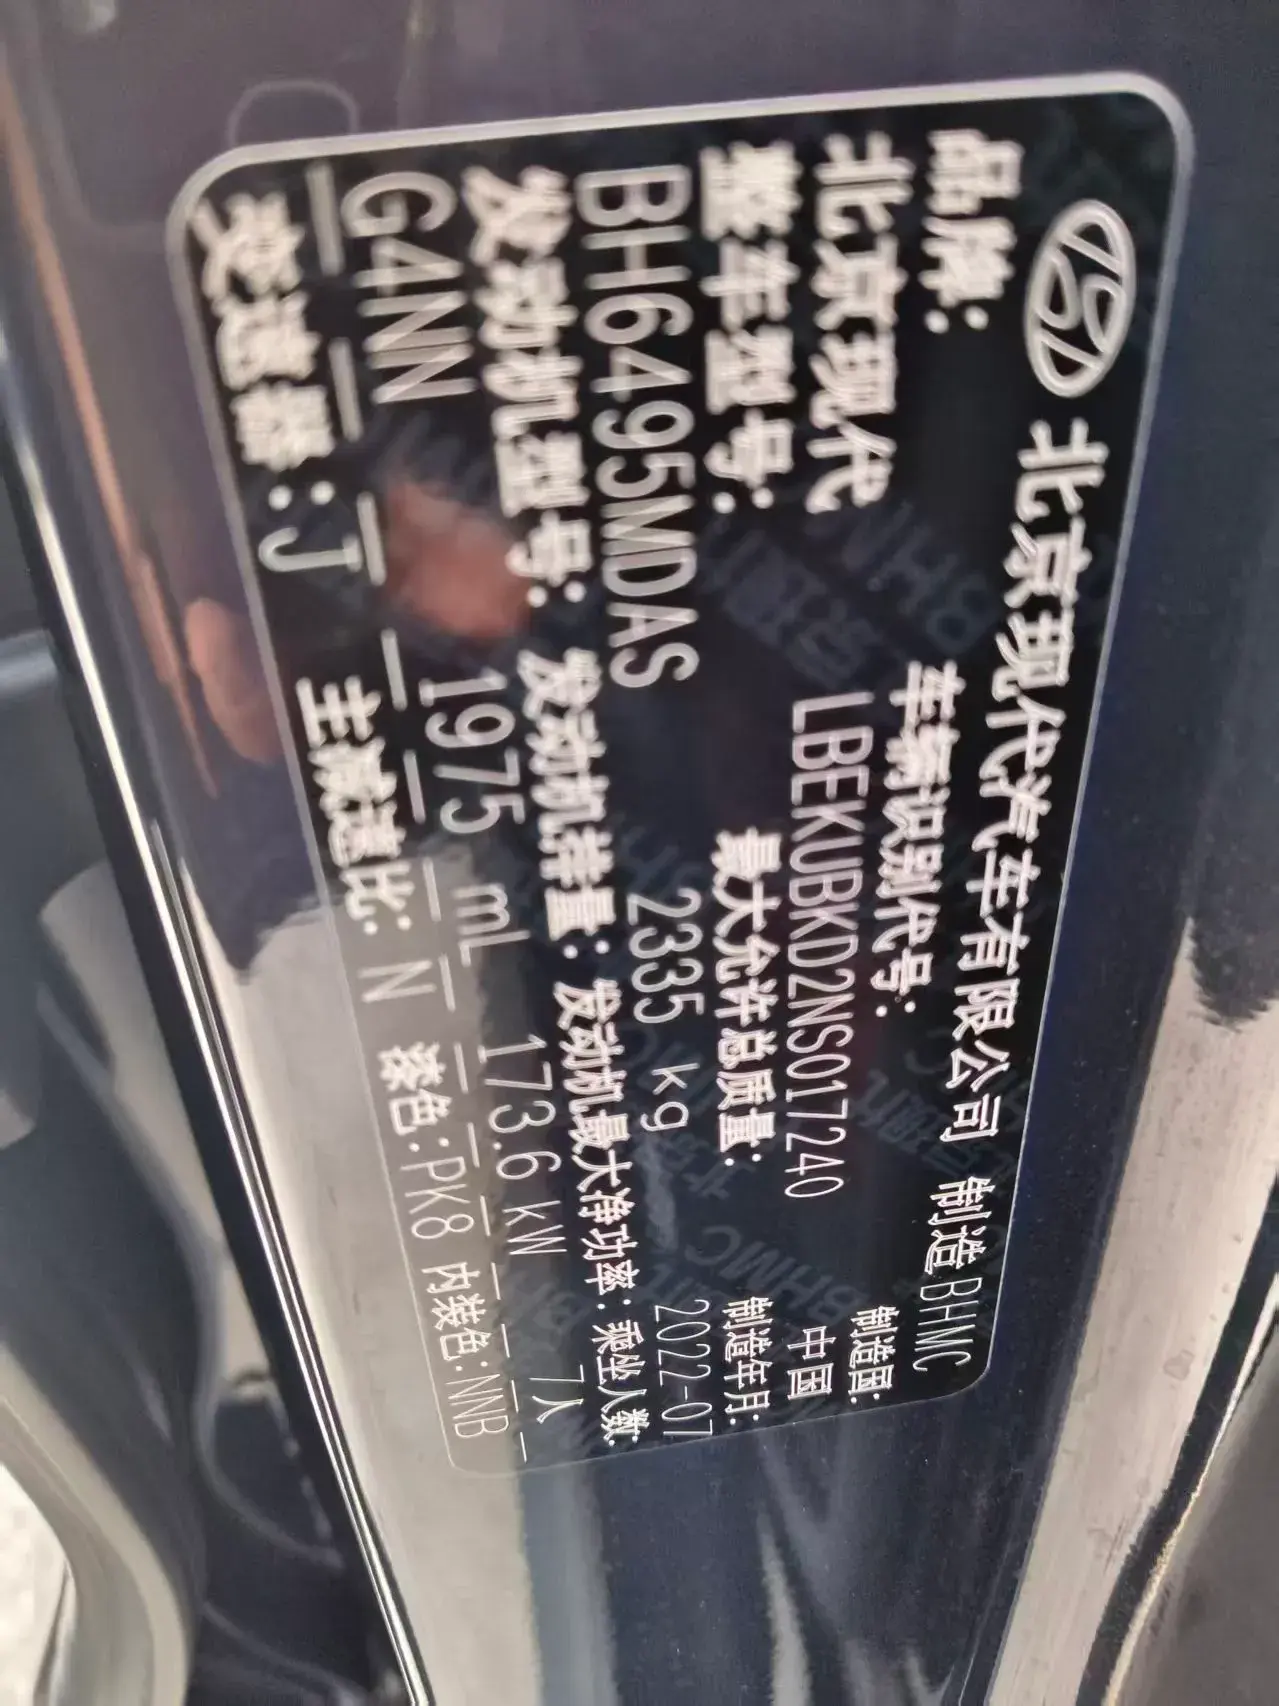 北京现代汽车有限公司 制造 BHMC
品牌: 车辆识别代号: 制造国:
北京现代 LBEKUBKD2NS017240 中国
整车型号: 最大允许总质量: 制造年月:
BH6495MDAS 2335 kg 2022-07
发动机型号: 发动机排量: 发动机最大净功率: 乘坐人数:
G4NN 1975 mL 173.6 kW 7人
变速器: J 主减速比: N 漆色: PK8 内装色: NNB